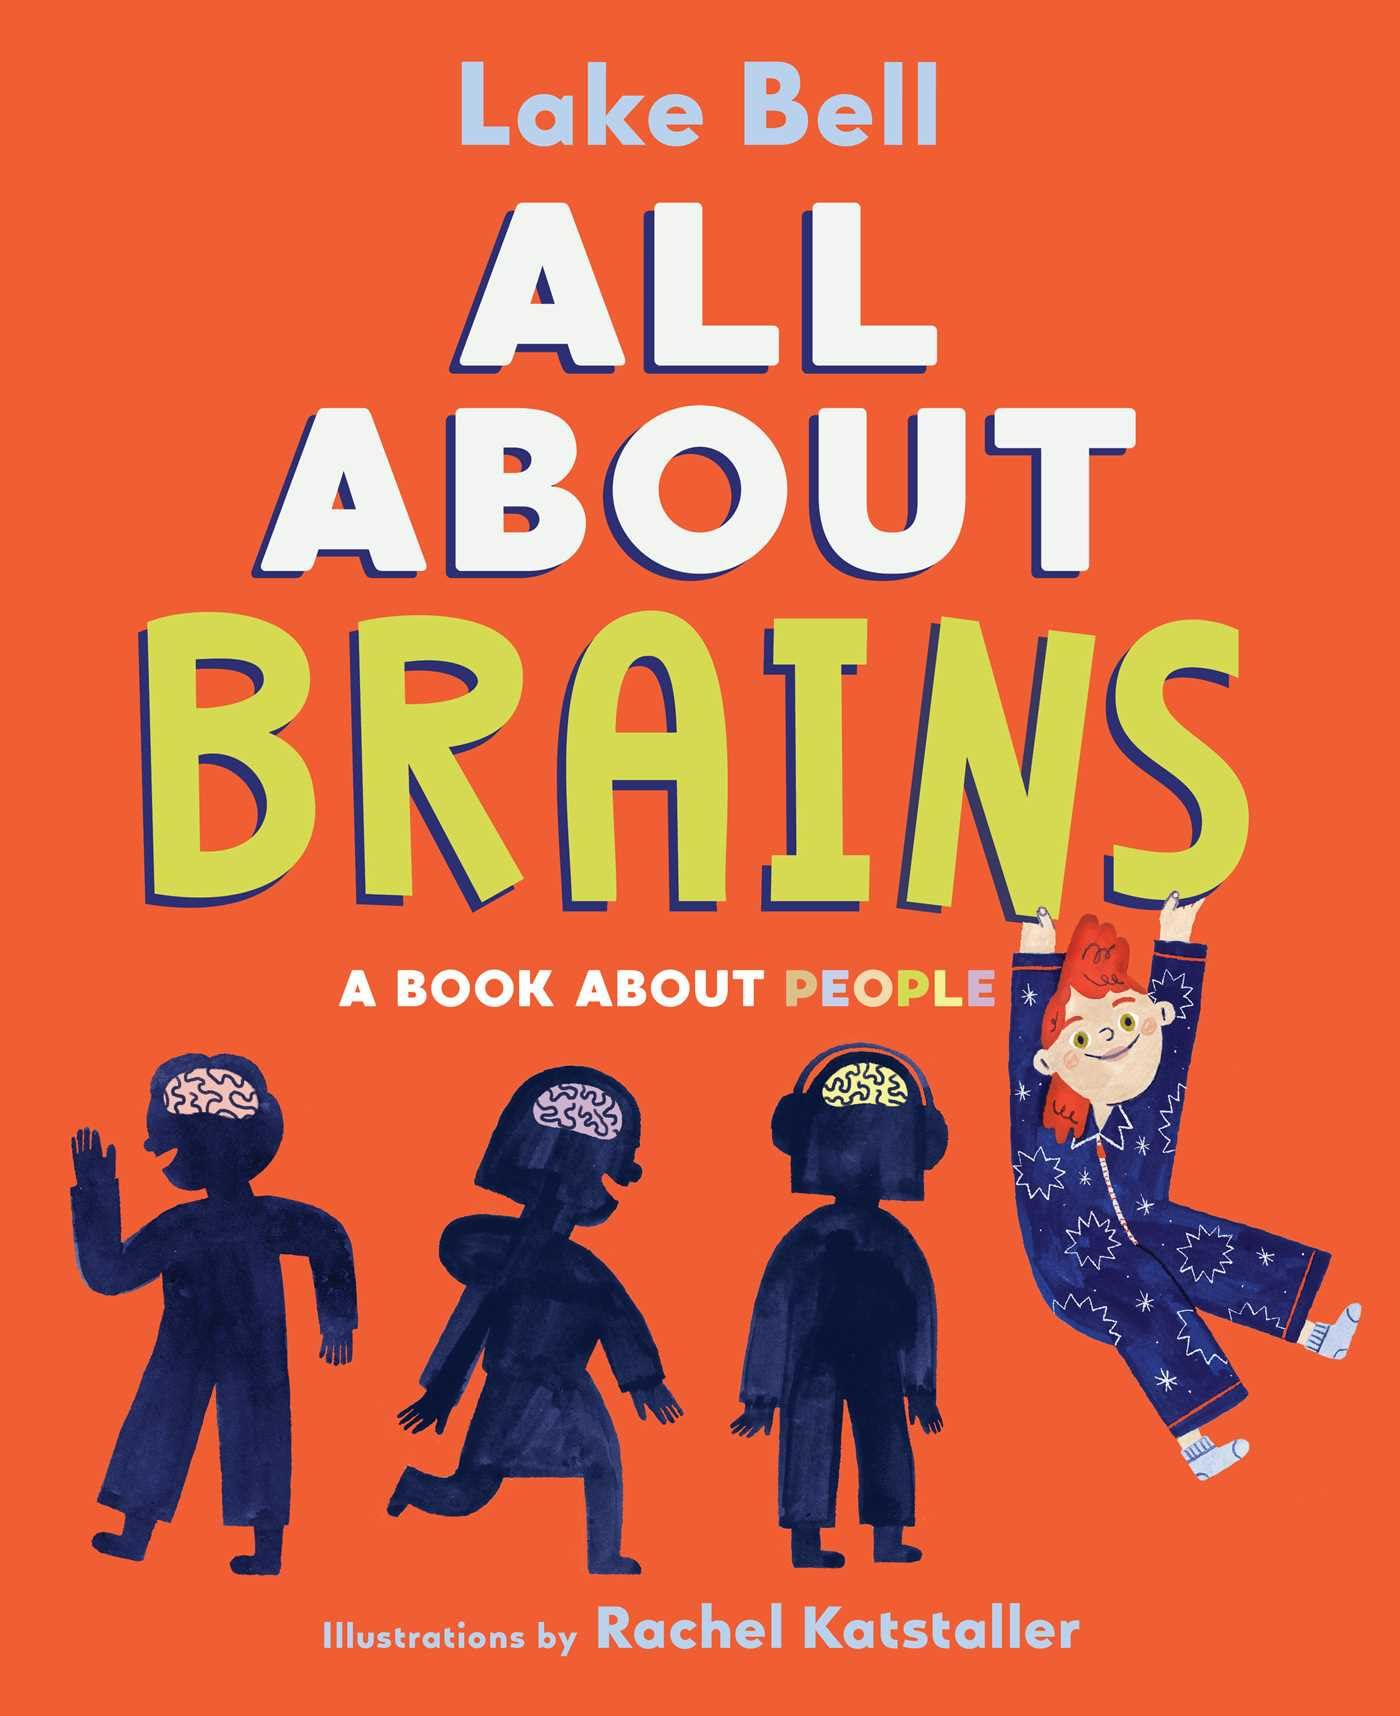 Lake Bell
ALL
ABOUT
BRAINS
A BOOK ABOUT PEOPLE
Illustrations by Rachel Katstaller